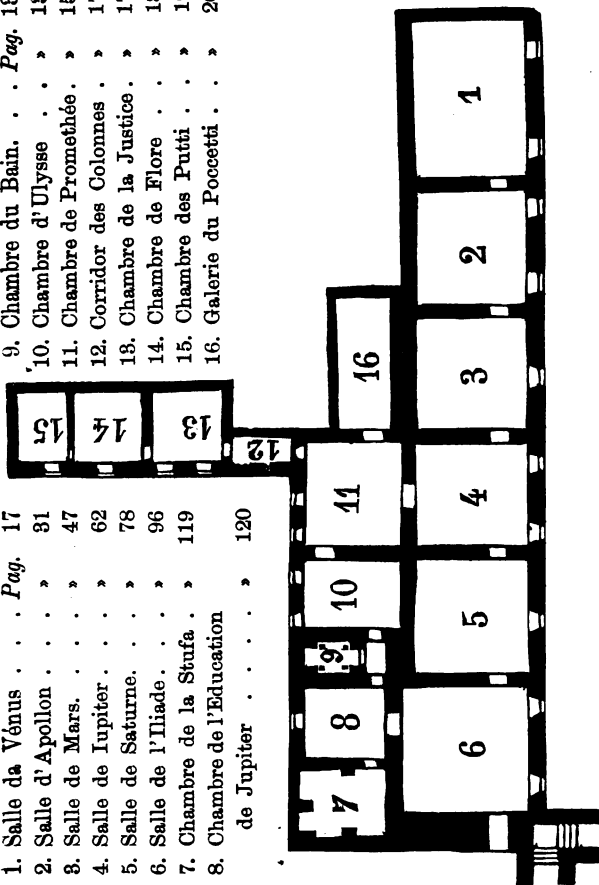 1. Salle da Vénus . . . Pag. 17
2. Salle d'Apollon . . . » 31
3. Salle de Mars. . . . » 47
4. Salle de Iupiter . . . » 62
5. Salle de Saturne. . . » 78
6. Salle de l'Iliade. . . » 96
7. Chambre de la Stufa . » 119
8. Chambre de l'Education
de Jupiter . . . . » 120
9. Chambre du Bain. . . Pag.
10. Chambre d'Ulysse . . »
11. Chambre de Promethée . »
12. Corridor des Colonnes . »
13. Chambre de la Justice . »
14. Chambre de Flore . . »
15. Chambre des Putti . . »
16. Galerie du Poccetti . . »
15
14
13
12
16
11
10
9
8
7
1
2
3
4
5
6